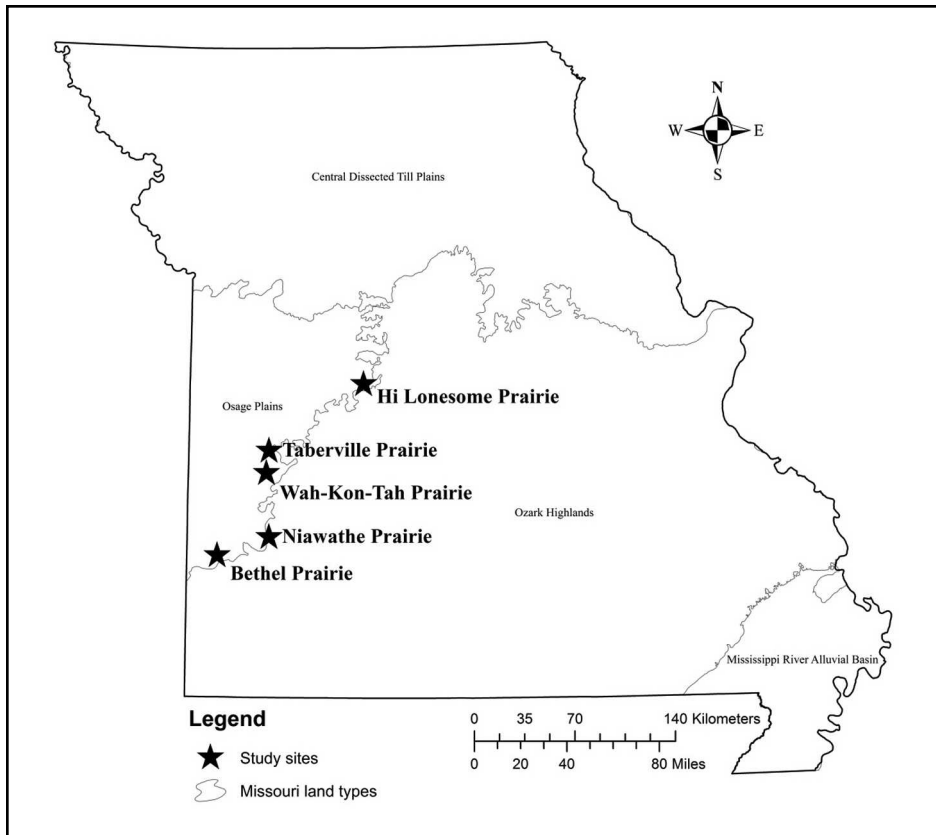 N
W E
S
Central Dissected Till Plains
Hi Lonesome Prairie
Osage Plains
Taberville Prairie
Wah-Kon-Tah Prairie
Ozark Highlands
Niawathe Prairie
Bethel Prairie
Mississippi River Alluvial Basin
Legend
Study sites
Missouri land types
0 35 70 140 Kilometers
0 20 40 80 Miles